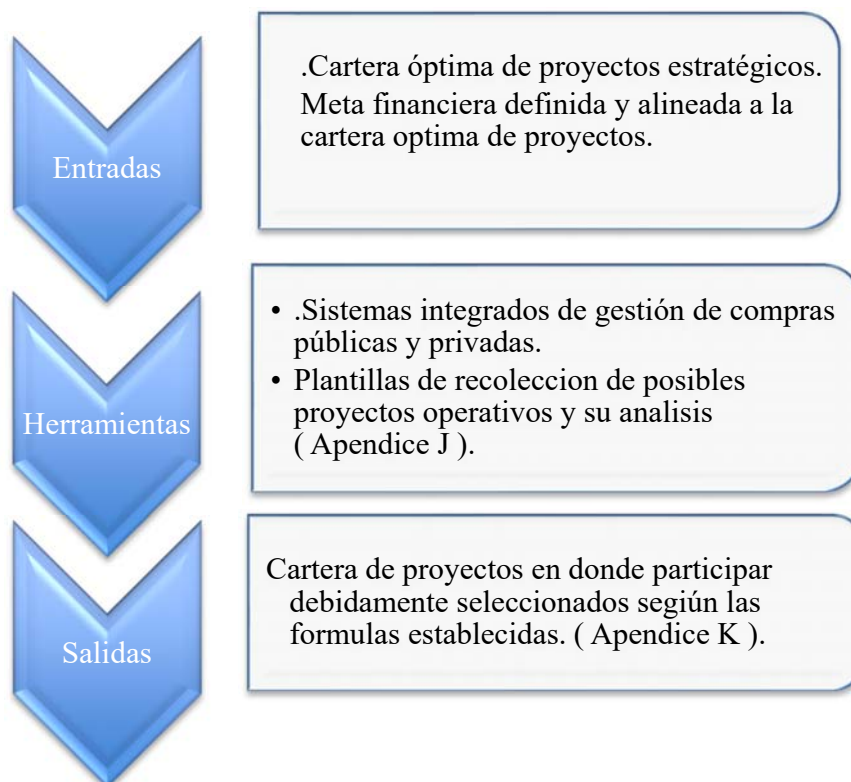 Entradas
.Cartera óptima de proyectos estratégicos.
Meta financiera definida y alineada a la
cartera optima de proyectos.
Herramientas
• .Sistemas integrados de gestión de compras
públicas y privadas.
• Plantillas de recoleccion de posibles
proyectos operativos y su analisis
( Apendice J ).
Salidas
Cartera de proyectos en donde participar
debidamente seleccionados segiún las
formulas establecidas. ( Apendice K ).